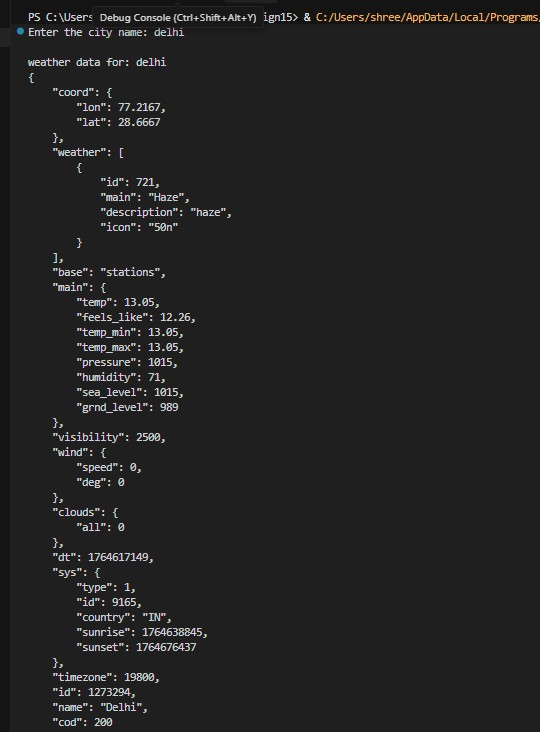 PS C:\Users Debug Console (Ctrl+Shift+Alt+Y) ign15> & C:/Users/shree/AppData/Local/Programs/
Enter the city name: delhi
weather data for: delhi
{
    "coord": {
        "lon": 77.2167,
        "lat": 28.6667
    },
    "weather": [
        {
            "id": 721,
            "main": "Haze",
            "description": "haze",
            "icon": "50n"
        }
    ],
    "base": "stations",
    "main": {
        "temp": 13.05,
        "feels_like": 12.26,
        "temp_min": 13.05,
        "temp_max": 13.05,
        "pressure": 1015,
        "humidity": 71,
        "sea_level": 1015,
        "grnd_level": 989
    },
    "visibility": 2500,
    "wind": {
        "speed": 0,
        "deg": 0
    },
    "clouds": {
        "all": 0
    },
    "dt": 1764617149,
    "sys": {
        "type": 1,
        "id": 9165,
        "country": "IN",
        "sunrise": 1764638845,
        "sunset": 1764676437
    },
    "timezone": 19800,
    "id": 1273294,
    "name": "Delhi",
    "cod": 200